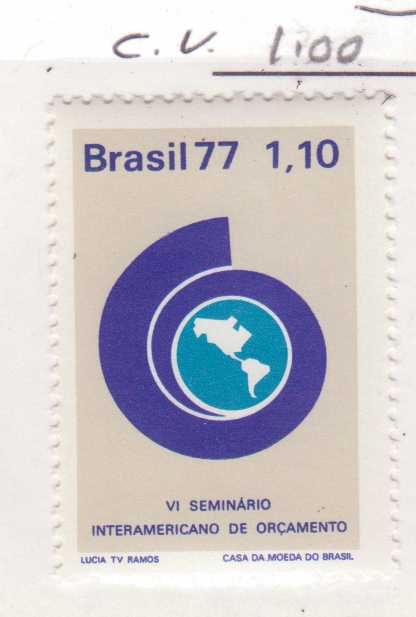 C.V. 1.00
Brasil 77 1,10
VI SEMINÁRIO
INTERAMERICANO DE ORÇAMENTO
LUCIA TV RAMOS CASA DA MOEDA DO BRASIL